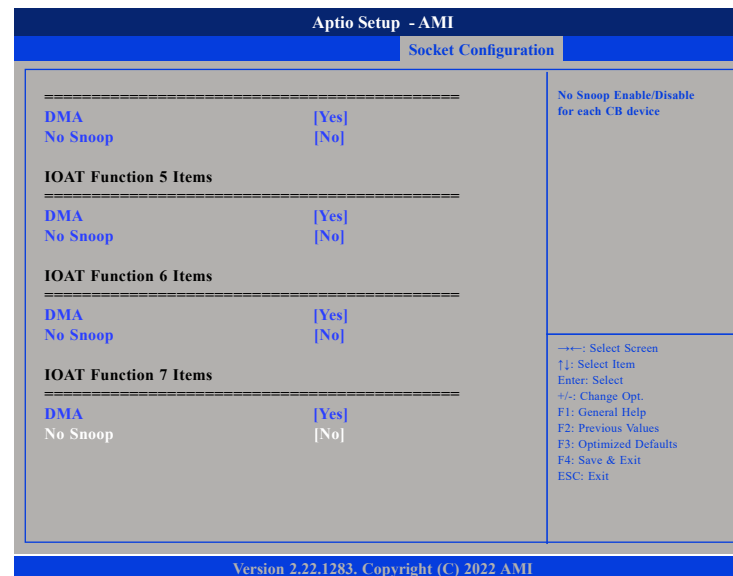 Aptio Setup - AMI
Socket Configuration
============================================
DMA [Yes]
No Snoop [No]
IOAT Function 5 Items
============================================
DMA [Yes]
No Snoop [No]
IOAT Function 6 Items
============================================
DMA [Yes]
No Snoop [No]
IOAT Function 7 Items
============================================
DMA [Yes]
No Snoop [No]
No Snoop Enable/Disable
for each CB device
→←: Select Screen
↑↓: Select Item
Enter: Select
+/-: Change Opt.
F1: General Help
F2: Previous Values
F3: Optimized Defaults
F4: Save & Exit
ESC: Exit
Version 2.22.1283. Copyright (C) 2022 AMI